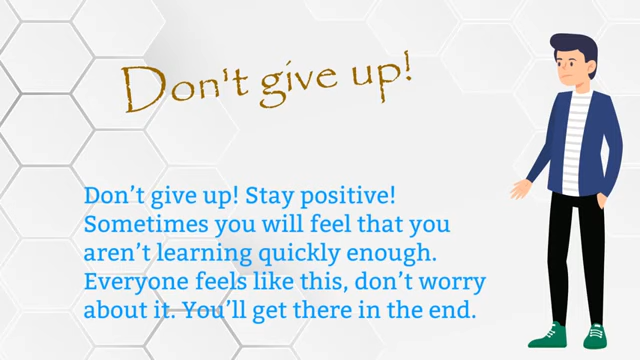 Don't give up!
Don’t give up! Stay positive!
Sometimes you will feel that you
aren’t learning quickly enough.
Everyone feels like this, don’t worry
about it. You’ll get there in the end.